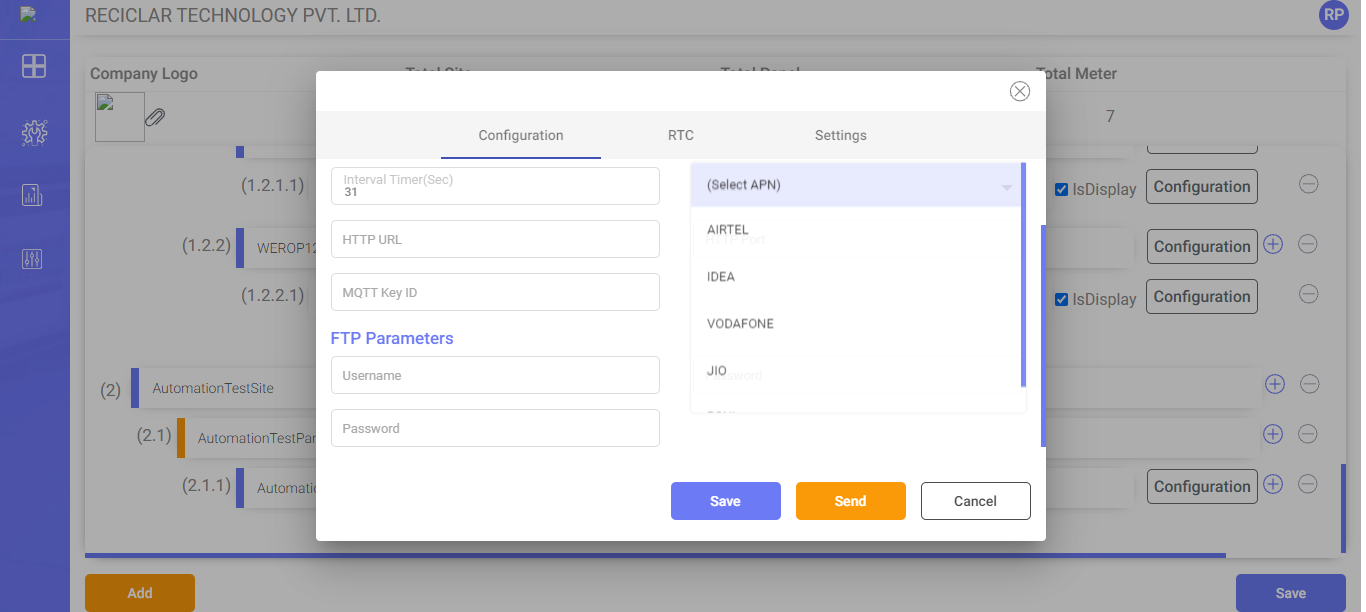 RECICLAR TECHNOLOGY PVT. LTD.
RP
Company Logo
Total Site
Total Panel
Total Meter
7
Configuration
RTC
Settings
Interval Timer(Sec)
31
(Select APN)
HTTP URL
AIRTEL
HTTP Port
MQTT Key ID
IDEA
FTP Parameters
VODAFONE
Username
JIO
Password
Password
Save
Send
Cancel
(1.2.1.1)
IsDisplay
Configuration
(1.2.2)
WEROP12
Configuration
(1.2.2.1)
IsDisplay
Configuration
(2)
AutomationTestSite
(2.1)
AutomationTestPan
(2.1.1)
Automatio
Configuration
Add
Save